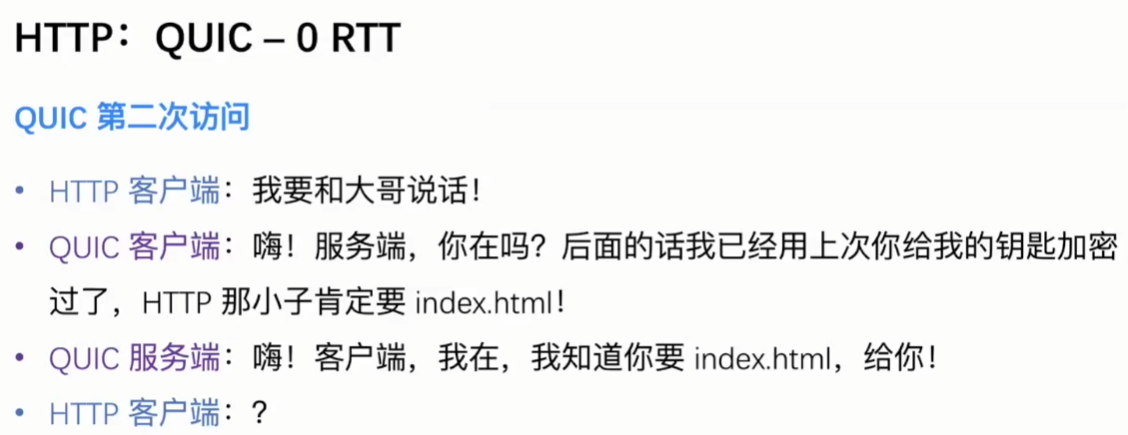 HTTP：QUIC – 0 RTT
QUIC 第二次访问
• HTTP 客户端：我要和大哥说话！
• QUIC 客户端：嗨！服务端，你在吗？后面的话我已经用上次你给我的钥匙加密
过了，HTTP 那小子肯定要 index.html！
• QUIC 服务端：嗨！客户端，我在，我知道你要 index.html，给你！
• HTTP 客户端：？